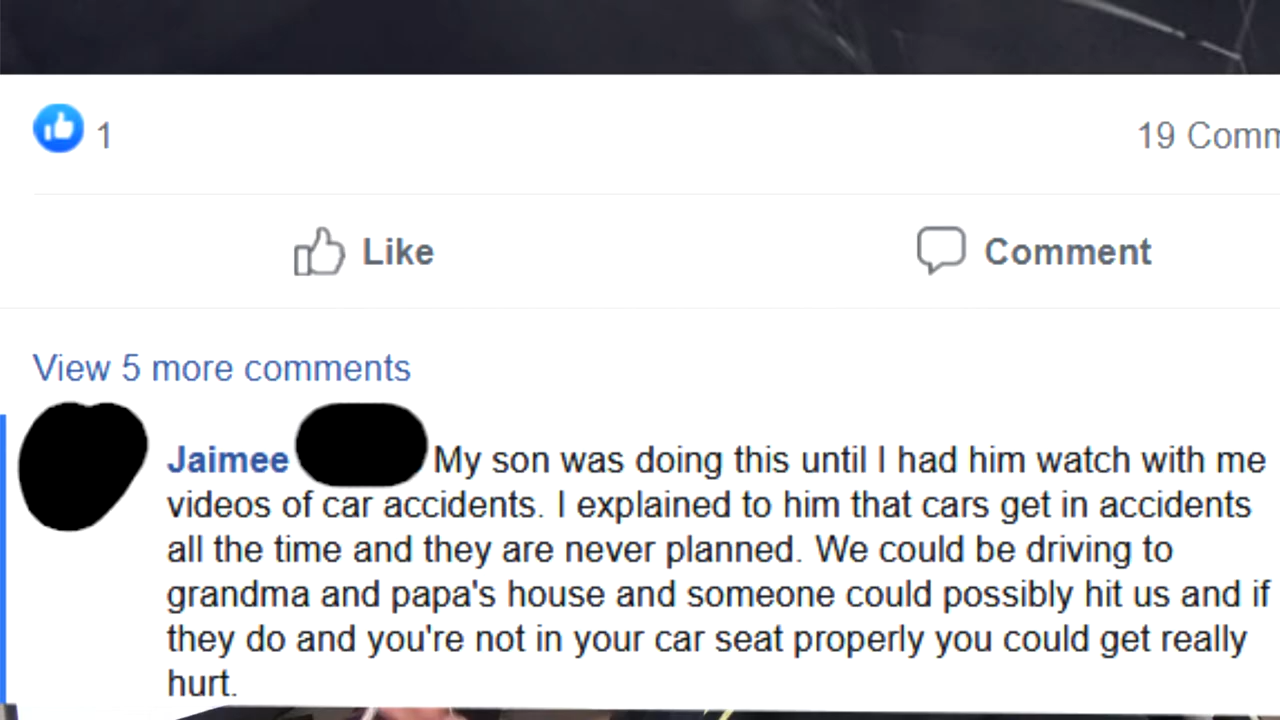 1
19 Comm
Like
Comment
View 5 more comments
Jaimee My son was doing this until I had him watch with me
videos of car accidents. I explained to him that cars get in accidents
all the time and they are never planned. We could be driving to
grandma and papa's house and someone could possibly hit us and if
they do and you're not in your car seat properly you could get really
hurt.